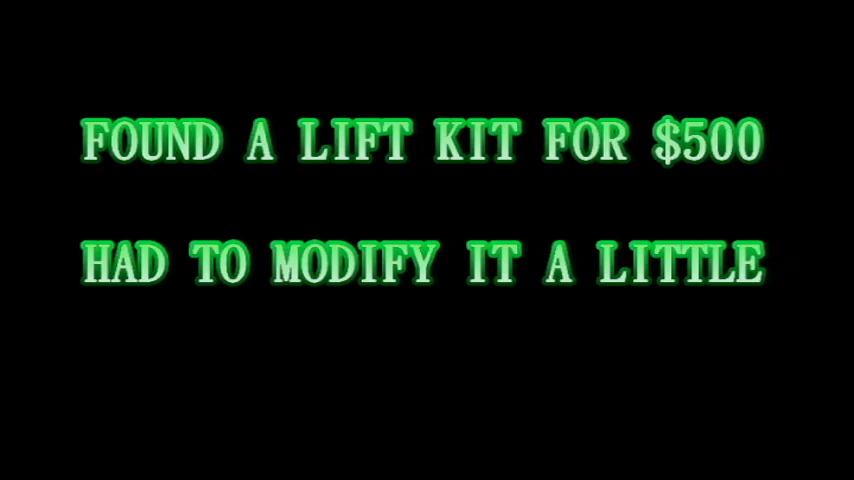 FOUND A LIFT KIT FOR $500
HAD TO MODIFY IT A LITTLE